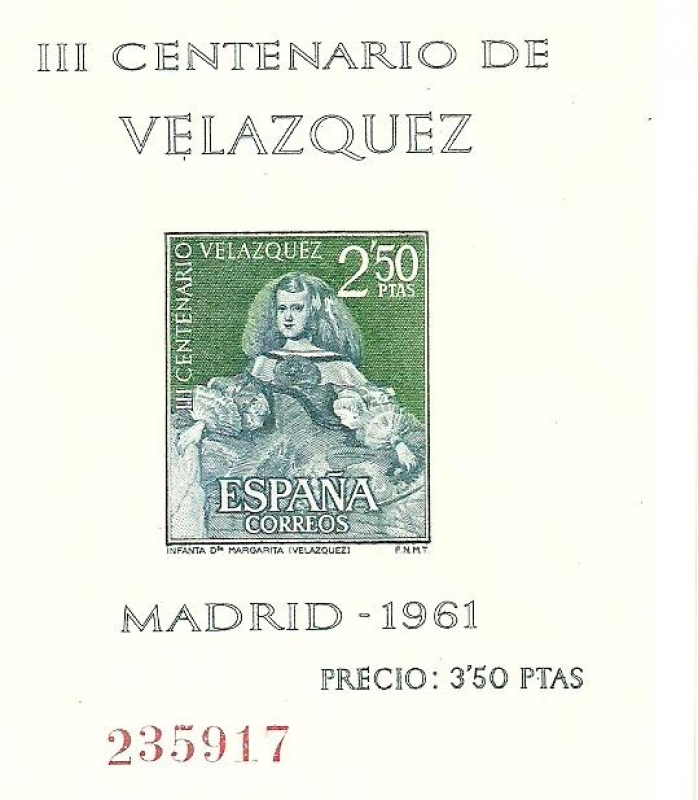 III CENTENARIO DE
VELAZQUEZ
III CENTENARIO VELAZQUEZ
2'50
PTAS
ESPAÑA
CORREOS
INFANTA Dña MARGARITA (VELAZQUEZ) F.N.M.T.
MADRID - 1961
PRECIO: 3'50 PTAS
235917